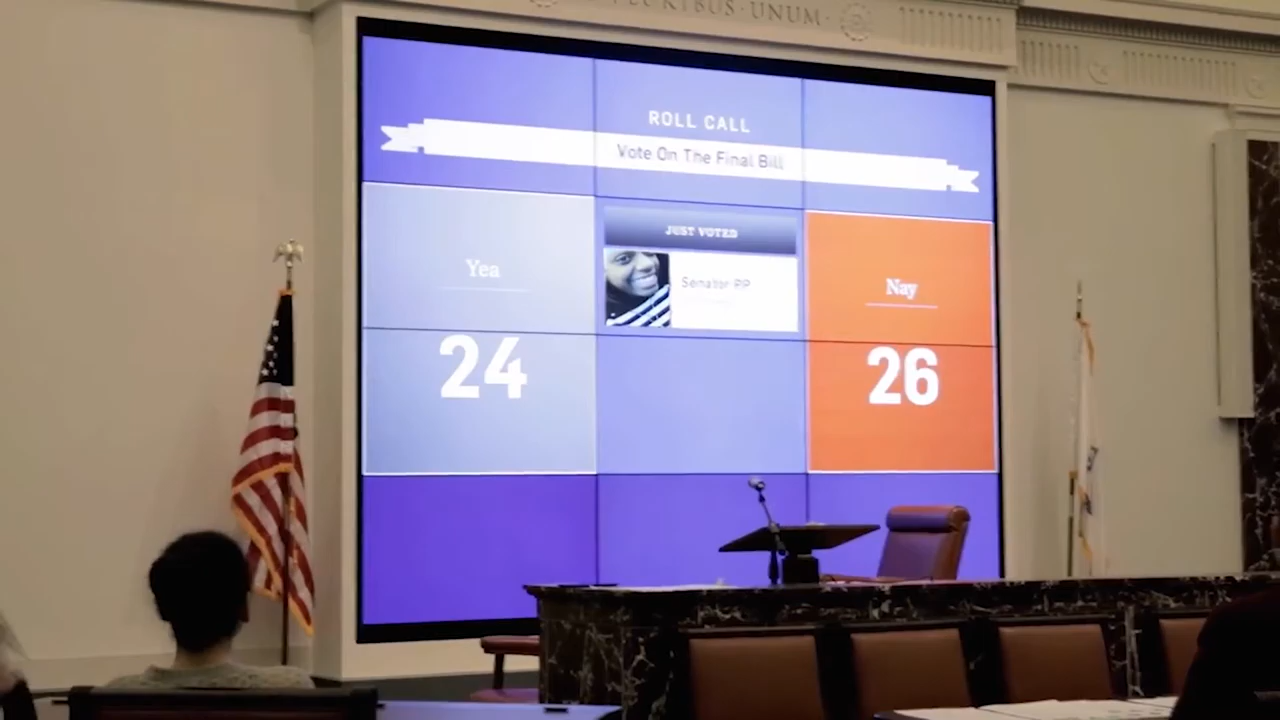 PLURIBUS · UNUM ·
ROLL CALL
Vote On The Final Bill
JUST VOTED
Senator PP
Yea
24
Nay
26